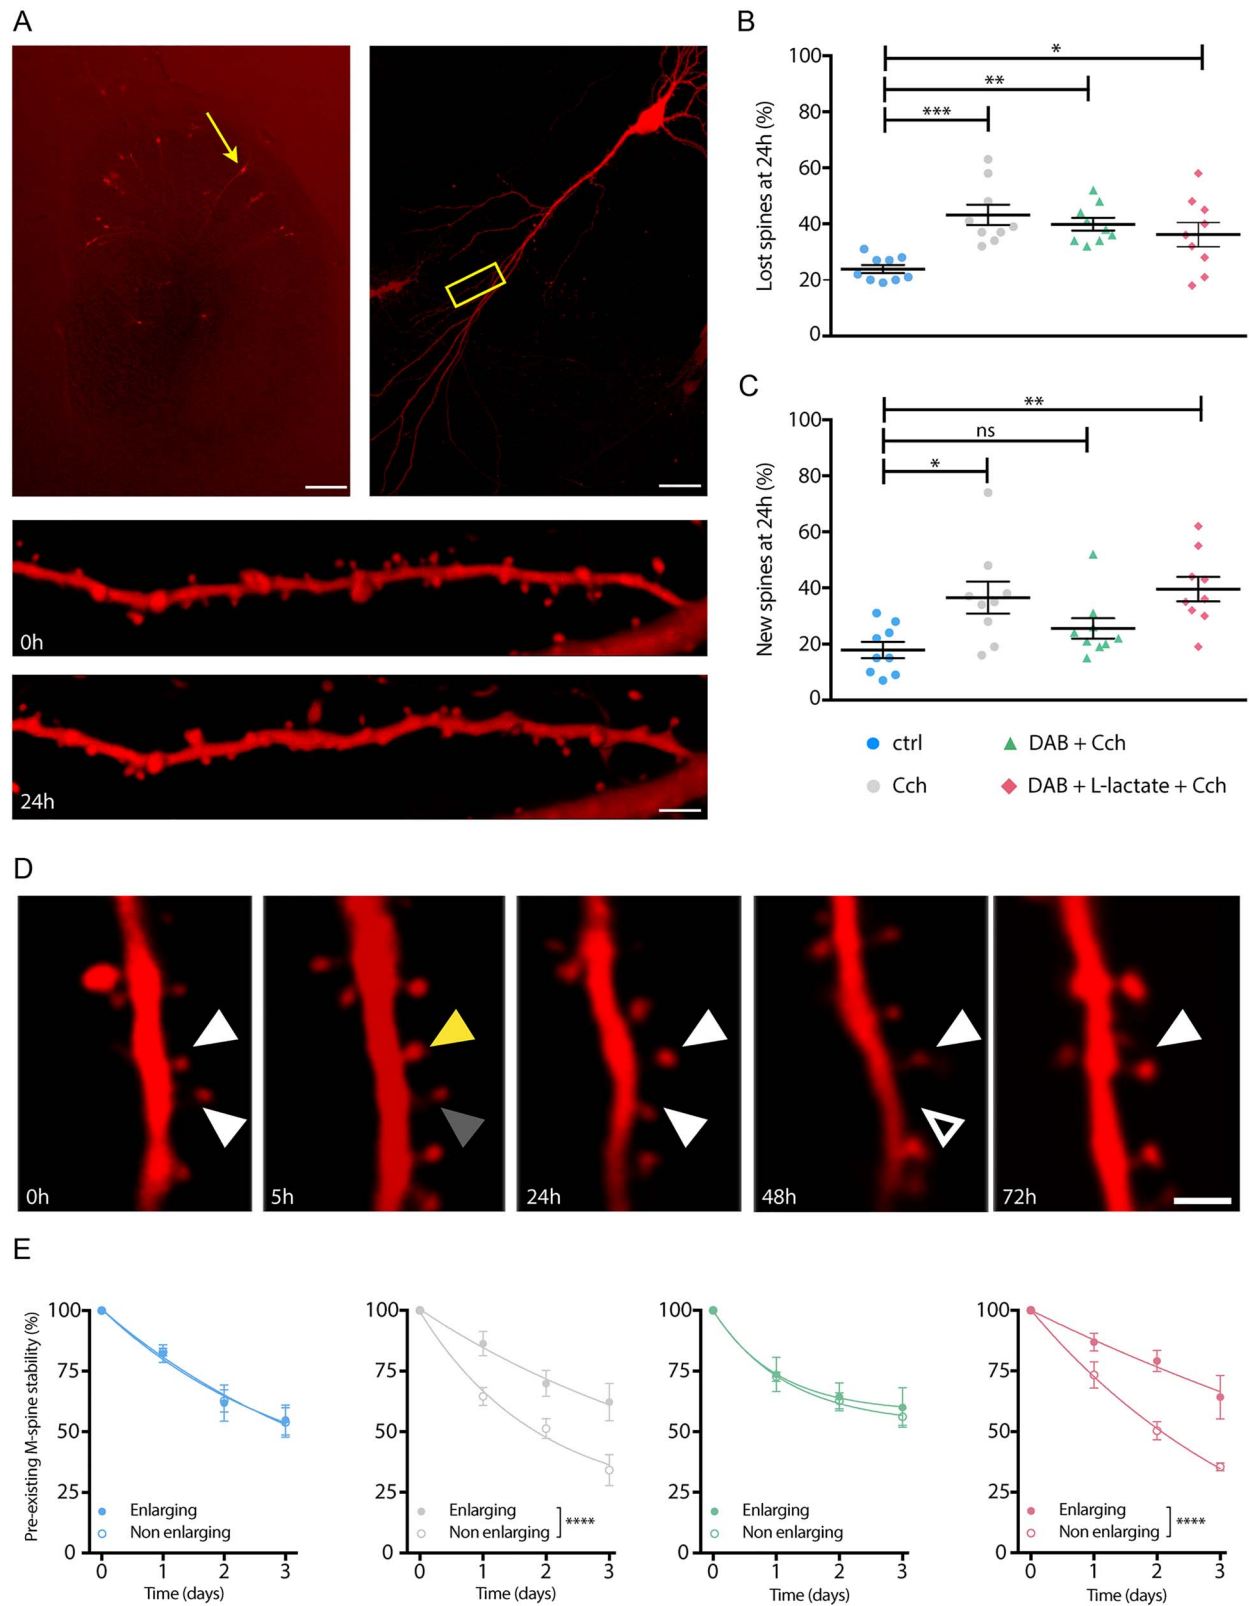 A
0h
24h
B
Lost spines at 24h (%)
100
80
60
40
20
0
*
**
***
C
New spines at 24h (%)
100
80
60
40
20
0
**
ns
*
ctrl
DAB + Cch
Cch
DAB + L-lactate + Cch
D
0h
5h
24h
48h
72h
E
Pre-existing M-spine stability (%)
100
75
50
25
0
Enlarging
Non enlarging
0 1 2 3
Time (days)
100
75
50
25
0
Enlarging
Non enlarging
****
0 1 2 3
Time (days)
100
75
50
25
0
Enlarging
Non enlarging
0 1 2 3
Time (days)
100
75
50
25
0
Enlarging
Non enlarging
****
0 1 2 3
Time (days)